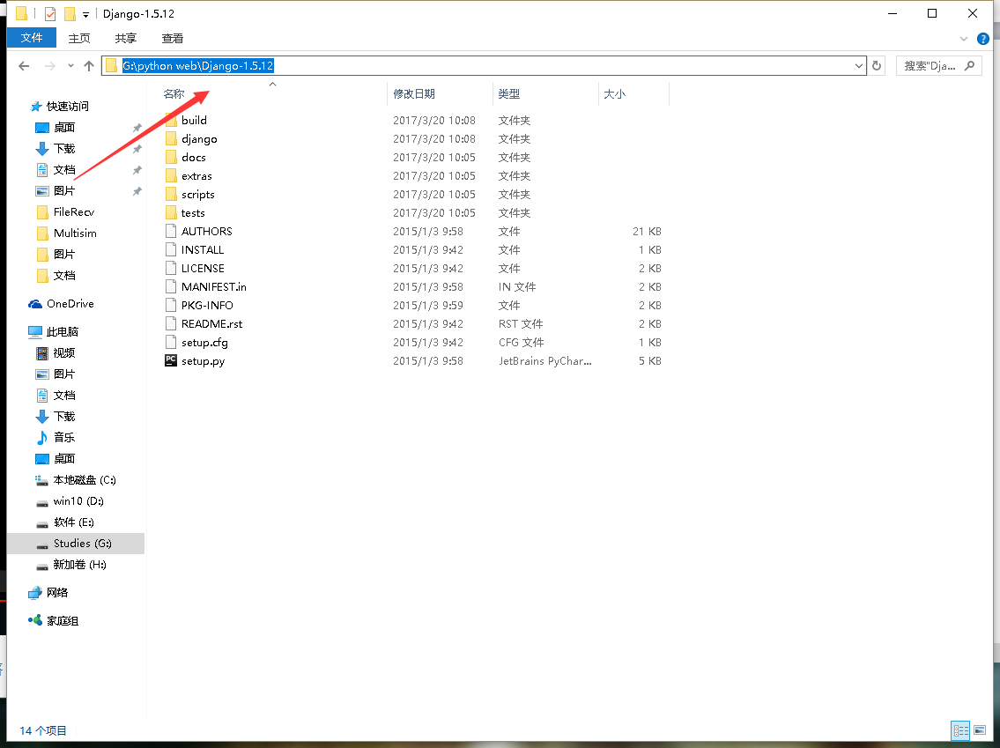 Django-1.5.12
文件 主页 共享 查看
G:\python web\Django-1.5.12 搜索"Dja...
名称 修改日期 类型 大小
快速访问
桌面
下载
文档
图片
FileRecv
Multisim
图片
文档
OneDrive
此电脑
视频
图片
文档
下载
音乐
桌面
本地磁盘 (C:)
win10 (D:)
软件 (E:)
Studies (G:)
新加卷 (H:)
网络
家庭组
build 2017/3/20 10:08 文件夹
django 2017/3/20 10:08 文件夹
docs 2017/3/20 10:05 文件夹
extras 2017/3/20 10:05 文件夹
scripts 2017/3/20 10:05 文件夹
tests 2017/3/20 10:05 文件夹
AUTHORS 2015/1/3 9:58 文件 21 KB
INSTALL 2015/1/3 9:42 文件 1 KB
LICENSE 2015/1/3 9:42 文件 2 KB
MANIFEST.in 2015/1/3 9:58 IN 文件 2 KB
PKG-INFO 2015/1/3 9:59 文件 2 KB
README.rst 2015/1/3 9:42 RST 文件 2 KB
setup.cfg 2015/1/3 9:42 CFG 文件 1 KB
PC setup.py 2015/1/3 9:58 JetBrains PyChar... 5 KB
14 个项目